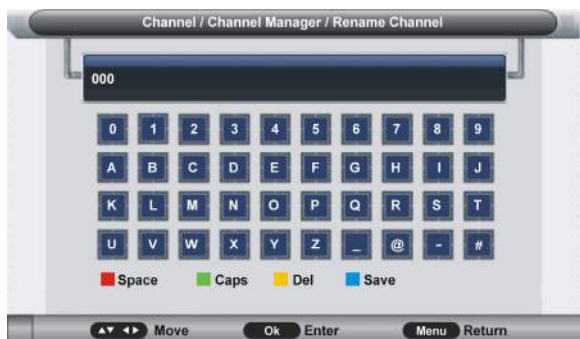 Channel / Channel Manager / Rename Channel
000
0 1 2 3 4 5 6 7 8 9
A B C D E F G H I J
K L M N O P Q R S T
U V W X Y Z _ @ - #
Space Caps Del Save
Move Ok Enter Menu Return